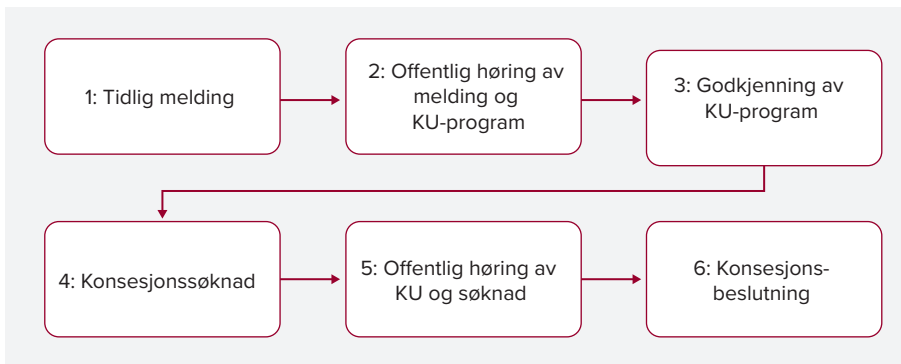 1: Tidlig melding
2: Offentlig høring av
melding og
KU-program
3: Godkjenning av
KU-program
4: Konsesjonssøknad
5: Offentlig høring av
KU og søknad
6: Konsesjons-
beslutning